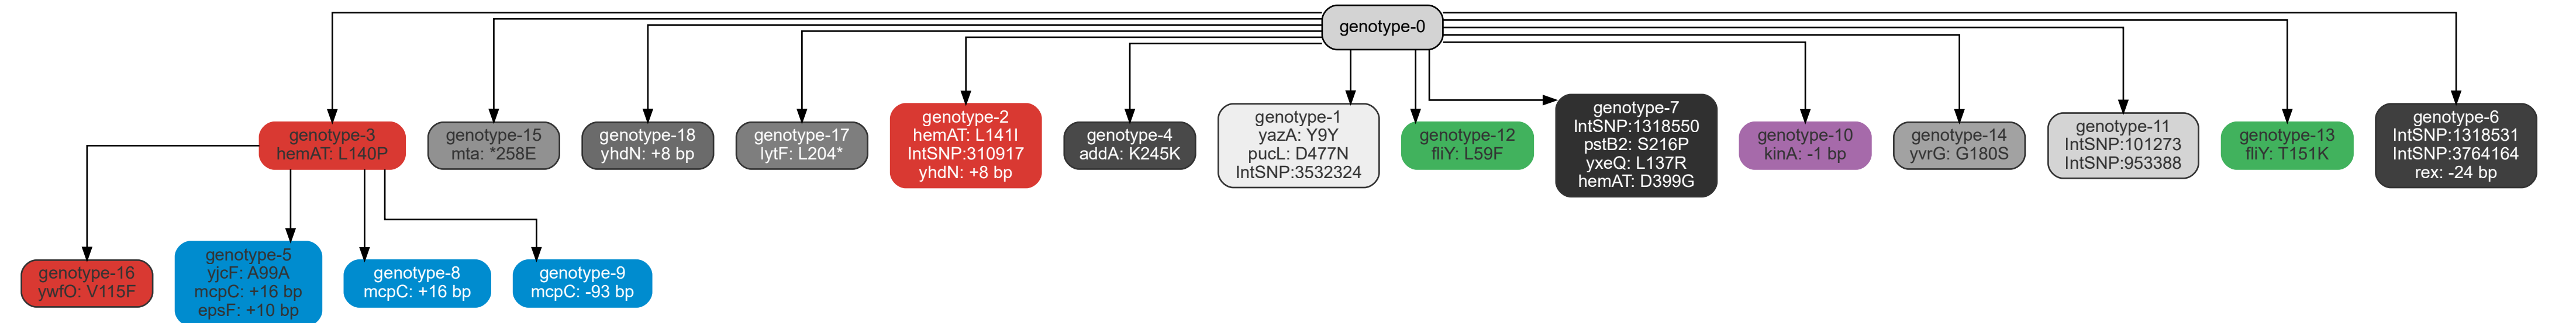 genotype-0
genotype-3
hemAT: L140P
genotype-15
mta: *258E
genotype-18
yhdN: +8 bp
genotype-17
lytF: L204*
genotype-2
hemAT: L141I
IntSNP:310917
yhdN: +8 bp
genotype-4
addA: K245K
genotype-1
yazA: Y9Y
pucL: D477N
IntSNP:3532324
genotype-12
fliY: L59F
genotype-7
IntSNP:1318550
pstB2: S216P
yxeQ: L137R
hemAT: D399G
genotype-10
kinA: -1 bp
genotype-14
yvrG: G180S
genotype-11
IntSNP:101273
IntSNP:953388
genotype-13
fliY: T151K
genotype-6
IntSNP:1318531
IntSNP:3764164
rex: -24 bp
genotype-16
ywfO: V115F
genotype-5
yjcF: A99A
mcpC: +16 bp
epsF: +10 bp
genotype-8
mcpC: +16 bp
genotype-9
mcpC: -93 bp